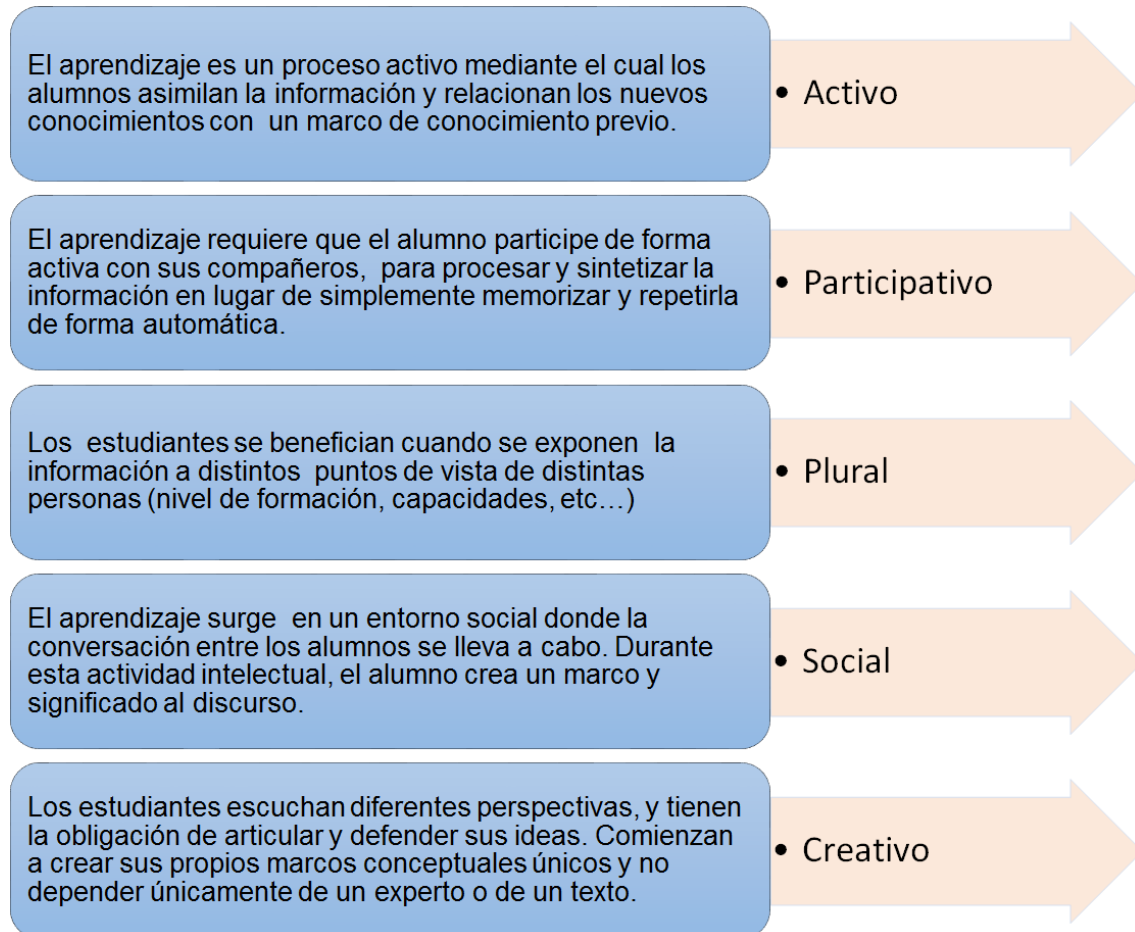 El aprendizaje es un proceso activo mediante el cual los
alumnos asimilan la información y relacionan los nuevos
conocimientos con un marco de conocimiento previo.
• Activo
El aprendizaje requiere que el alumno participe de forma
activa con sus compañeros, para procesar y sintetizar la
información en lugar de simplemente memorizar y repetirla
de forma automática.
• Participativo
Los estudiantes se benefician cuando se exponen la
información a distintos puntos de vista de distintas
personas (nivel de formación, capacidades, etc…)
• Plural
El aprendizaje surge en un entorno social donde la
conversación entre los alumnos se lleva a cabo. Durante
esta actividad intelectual, el alumno crea un marco y
significado al discurso.
• Social
Los estudiantes escuchan diferentes perspectivas, y tienen
la obligación de articular y defender sus ideas. Comienzan
a crear sus propios marcos conceptuales únicos y no
depender únicamente de un experto o de un texto.
• Creativo